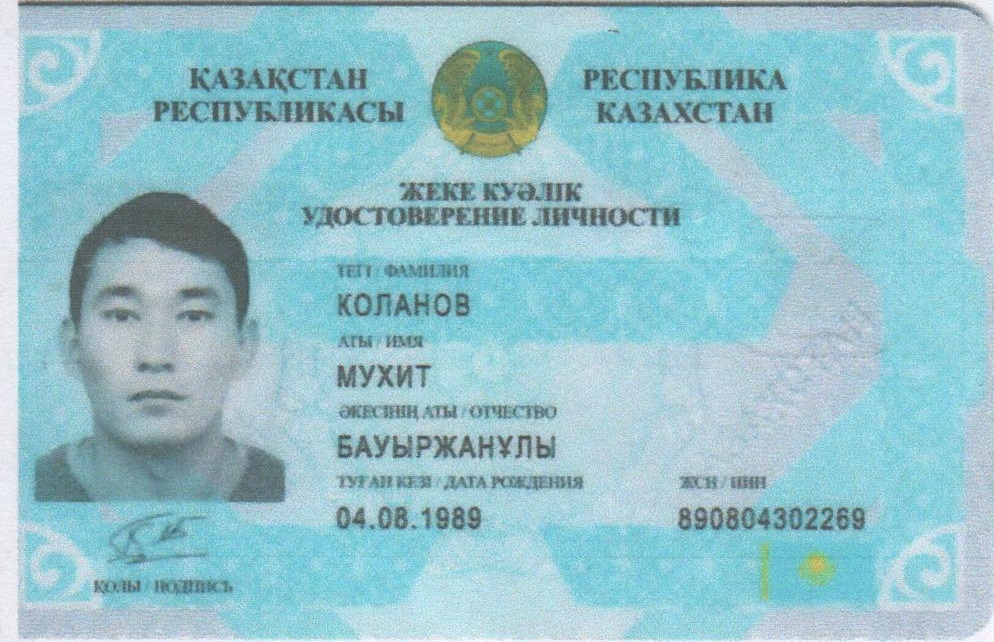 ҚАЗАҚСТАН
РЕСПУБЛИКАСЫ
РЕСПУБЛИКА
КАЗАХСТАН
ЖЕКЕ КУӘЛІК
УДОСТОВЕРЕНИЕ ЛИЧНОСТИ
ТЕГІ / ФАМИЛИЯ
КОЛАНОВ
АТЫ / ИМЯ
МУХИТ
ӘКЕСІНІҢ АТЫ / ОТЧЕСТВО
БАУЫРЖАНҰЛЫ
ТУҒАН КЕЗІ / ДАТА РОЖДЕНИЯ
04.08.1989
ЖСН / ИИН
890804302269
ҚОЛЫ / ПОДПИСЬ